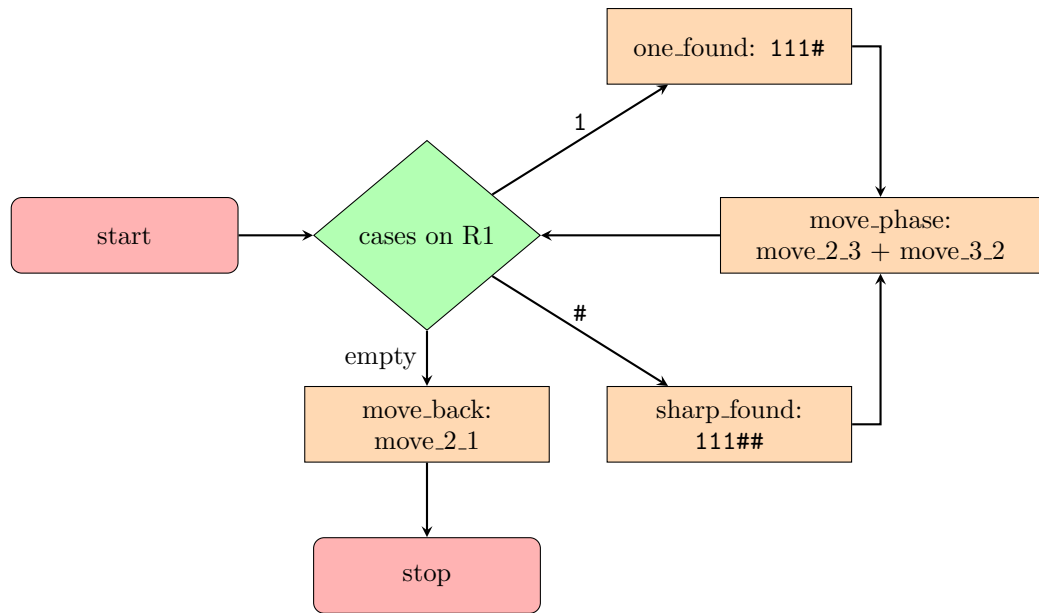 one_found: 111#
1
start
cases on R1
move_phase:
move_2_3 + move_3_2
#
empty
move_back:
move_2_1
sharp_found:
111##
stop